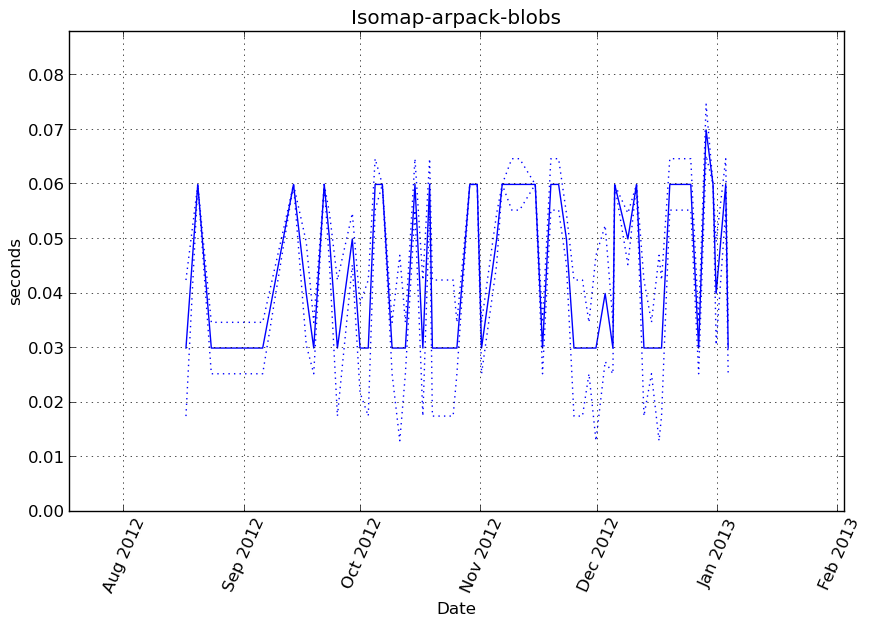 Isomap-arpack-blobs
0.08
0.07
0.06
0.05
0.04
0.03
0.02
0.01
0.00
seconds
Aug 2012
Sep 2012
Oct 2012
Nov 2012
Dec 2012
Jan 2013
Feb 2013
Date